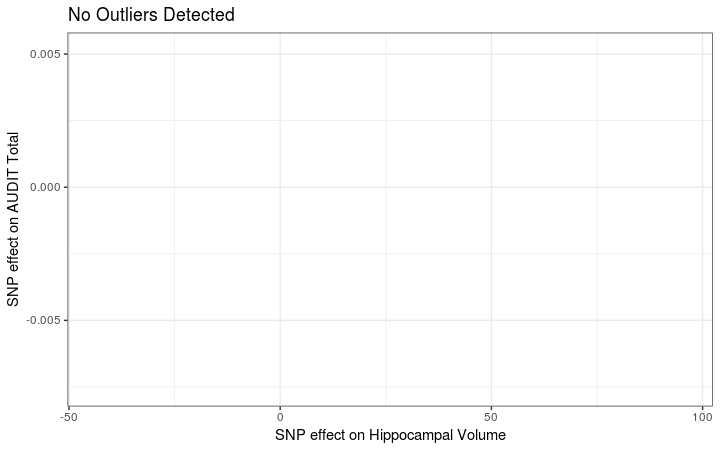 No Outliers Detected
SNP effect on AUDIT Total
0.005
0.000
-0.005
-50
0
50
100
SNP effect on Hippocampal Volume